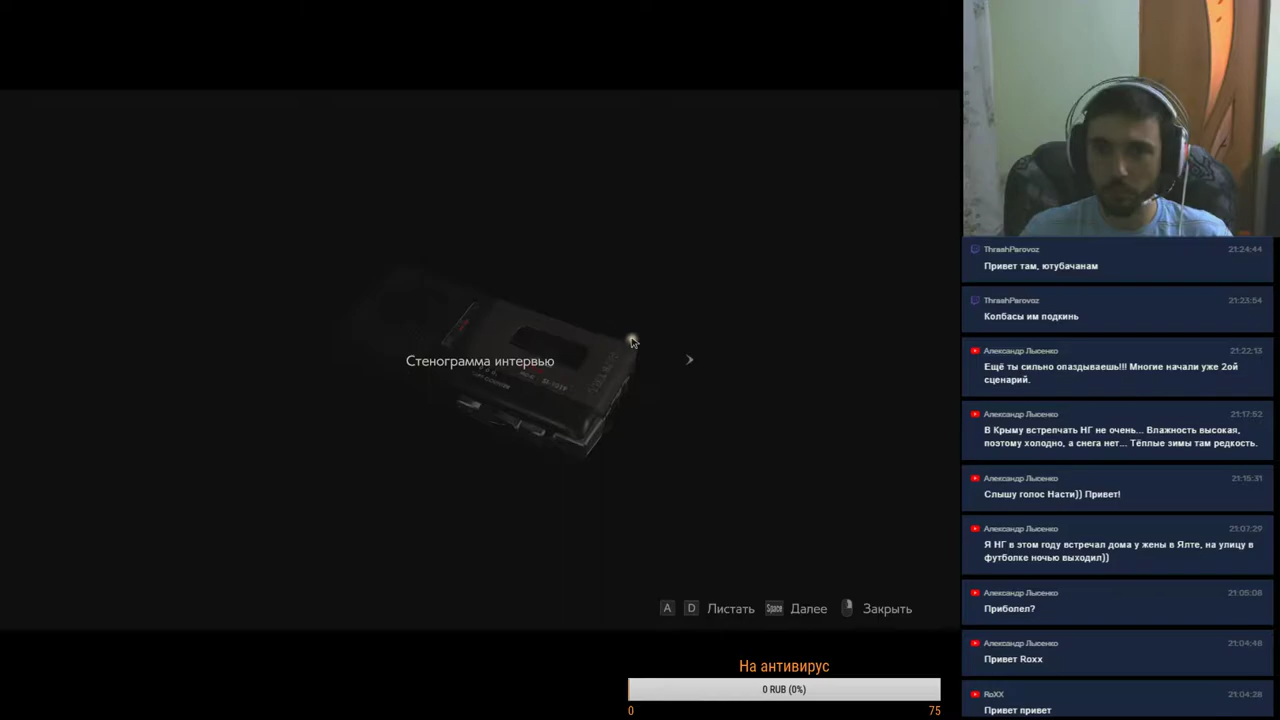 Стенограмма интервью
A D Листать Space Далее Закрыть
На антивирус
0 RUB (0%)
0 75
ThrashParovoz 21:24:44
Привет там, ютубачанам
ThrashParovoz 21:23:54
Колбасы им подкинь
Александр Лысенко 21:22:13
Ещё ты сильно опаздываешь!!! Многие начали уже 2ой
сценарий.
Александр Лысенко 21:17:52
В Крыму встрепчать НГ не очень... Влажность высокая,
поэтому холодно, а снега нет... Тёплые зимы там редкость.
Александр Лысенко 21:15:31
Слышу голос Насти)) Привет!
Александр Лысенко 21:07:29
Я НГ в этом году встречал дома у жены в Ялте, на улицу в
футболке ночью выходил))
Александр Лысенко 21:05:08
Приболел?
Александр Лысенко 21:04:48
Привет Roxx
RoXX 21:04:28
Привет привет